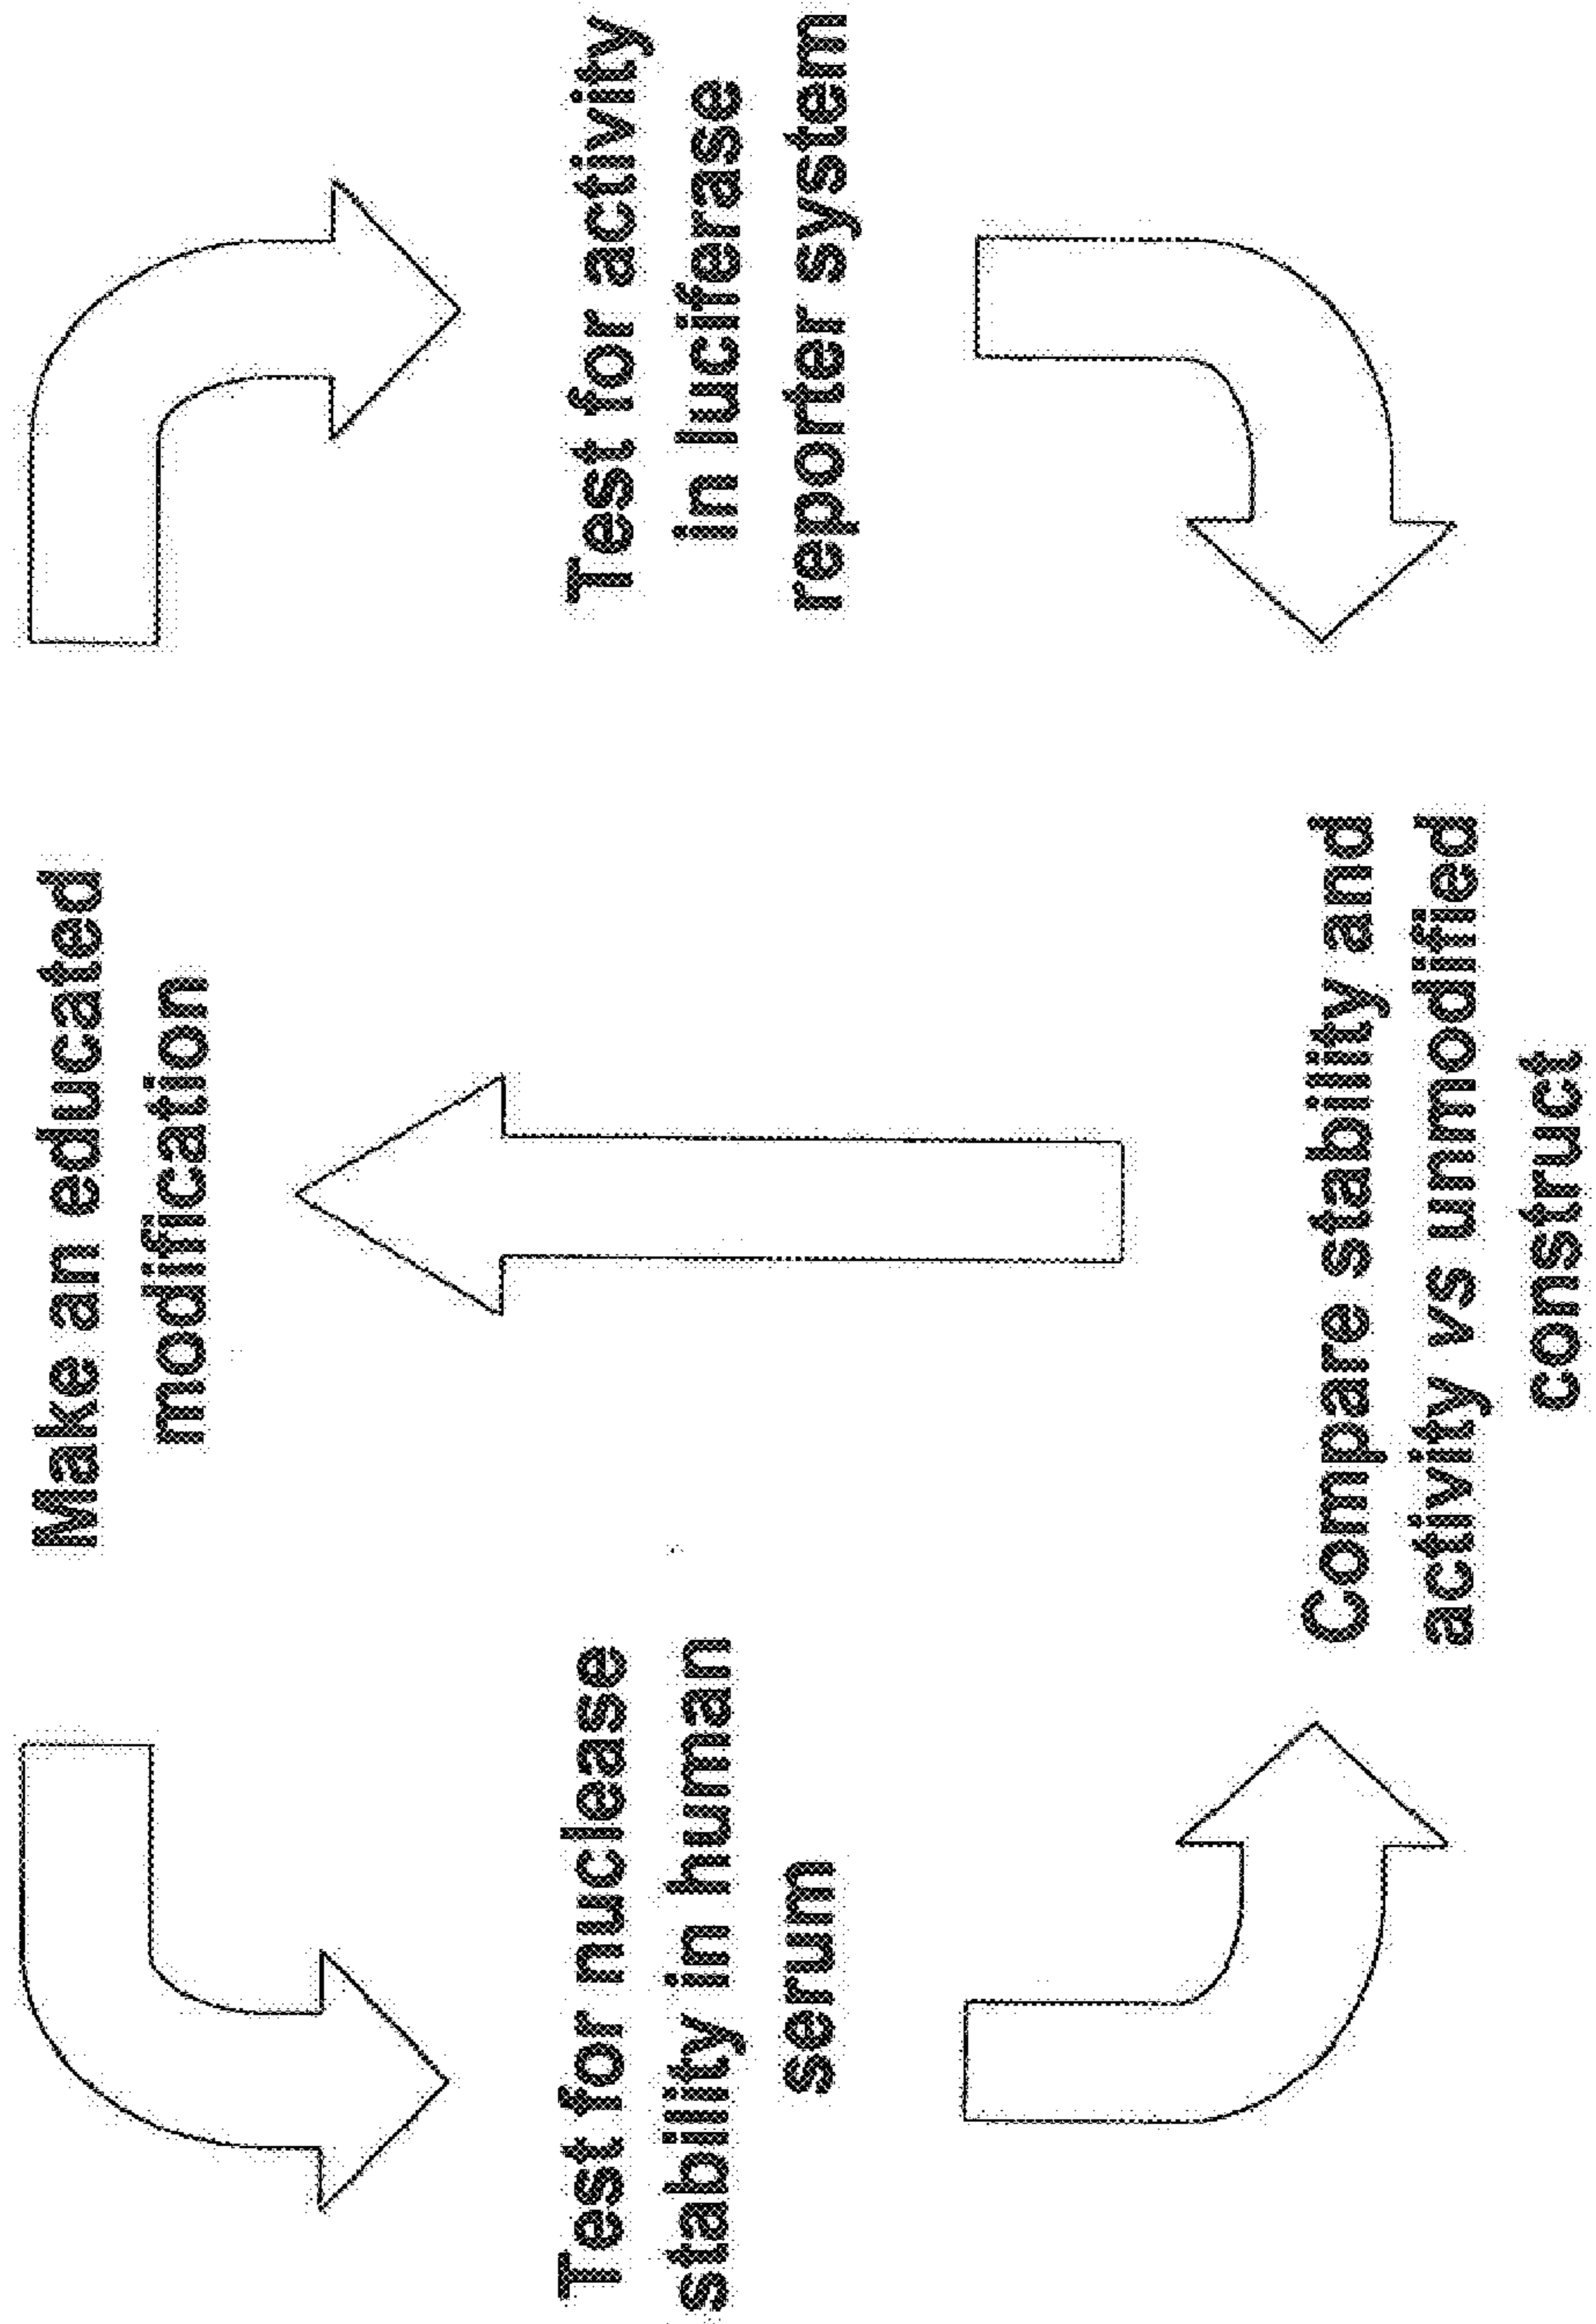 Make an educated
modification
Test for nuclease
stability in human
serum
Test for activity
in luciferase
reporter system
Compare stability and
activity vs unmodified
construct